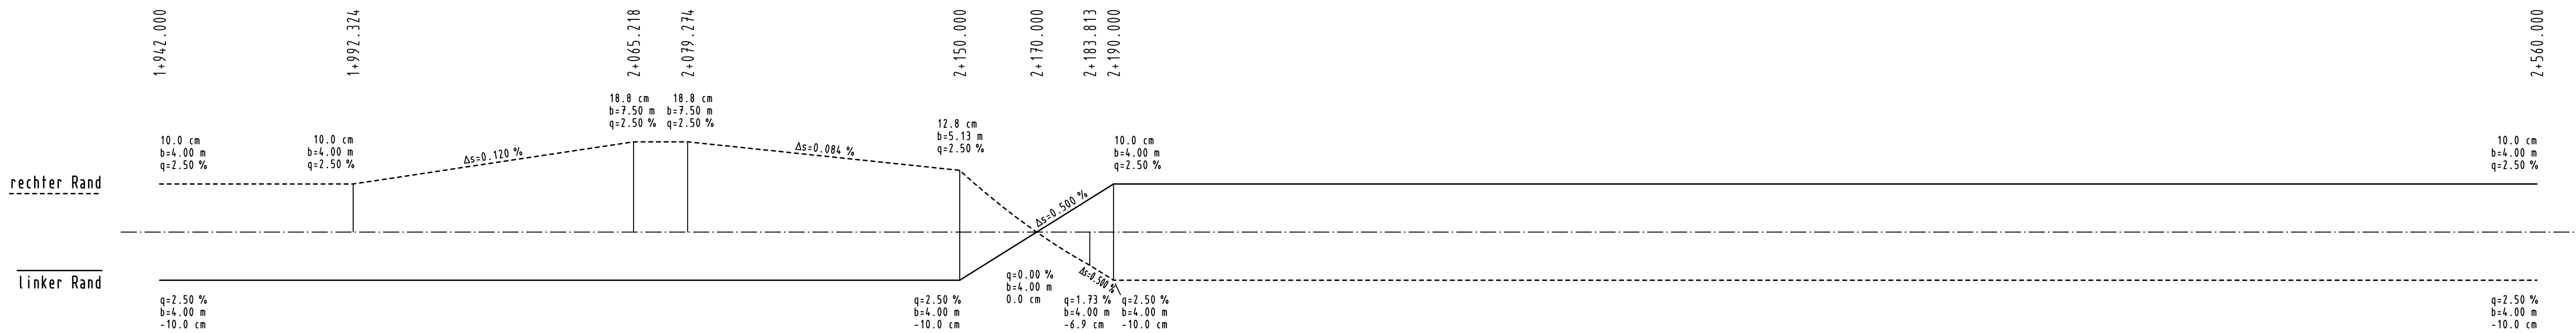 1+942.000
1+992.324
2+065.218
2+079.274
2+150.000
2+170.000
2+183.813
2+190.000
2+560.000
10.0 cm
b=4.00 m
q=2.50 %
10.0 cm
b=4.00 m
q=2.50 %
Δs=0.120 %
18.8 cm
b=7.50 m
q=2.50 %
18.8 cm
b=7.50 m
q=2.50 %
Δs=0.084 %
12.8 cm
b=5.13 m
q=2.50 %
Δs=0.500 %
10.0 cm
b=4.00 m
q=2.50 %
10.0 cm
b=4.00 m
q=2.50 %
rechter Rand
linker Rand
q=2.50 %
b=4.00 m
-10.0 cm
q=2.50 %
b=4.00 m
-10.0 cm
q=0.00 %
b=4.00 m
0.0 cm
Δs=0.500 %
q=1.73 %
b=4.00 m
-6.9 cm
q=2.50 %
b=4.00 m
-10.0 cm
q=2.50 %
b=4.00 m
-10.0 cm